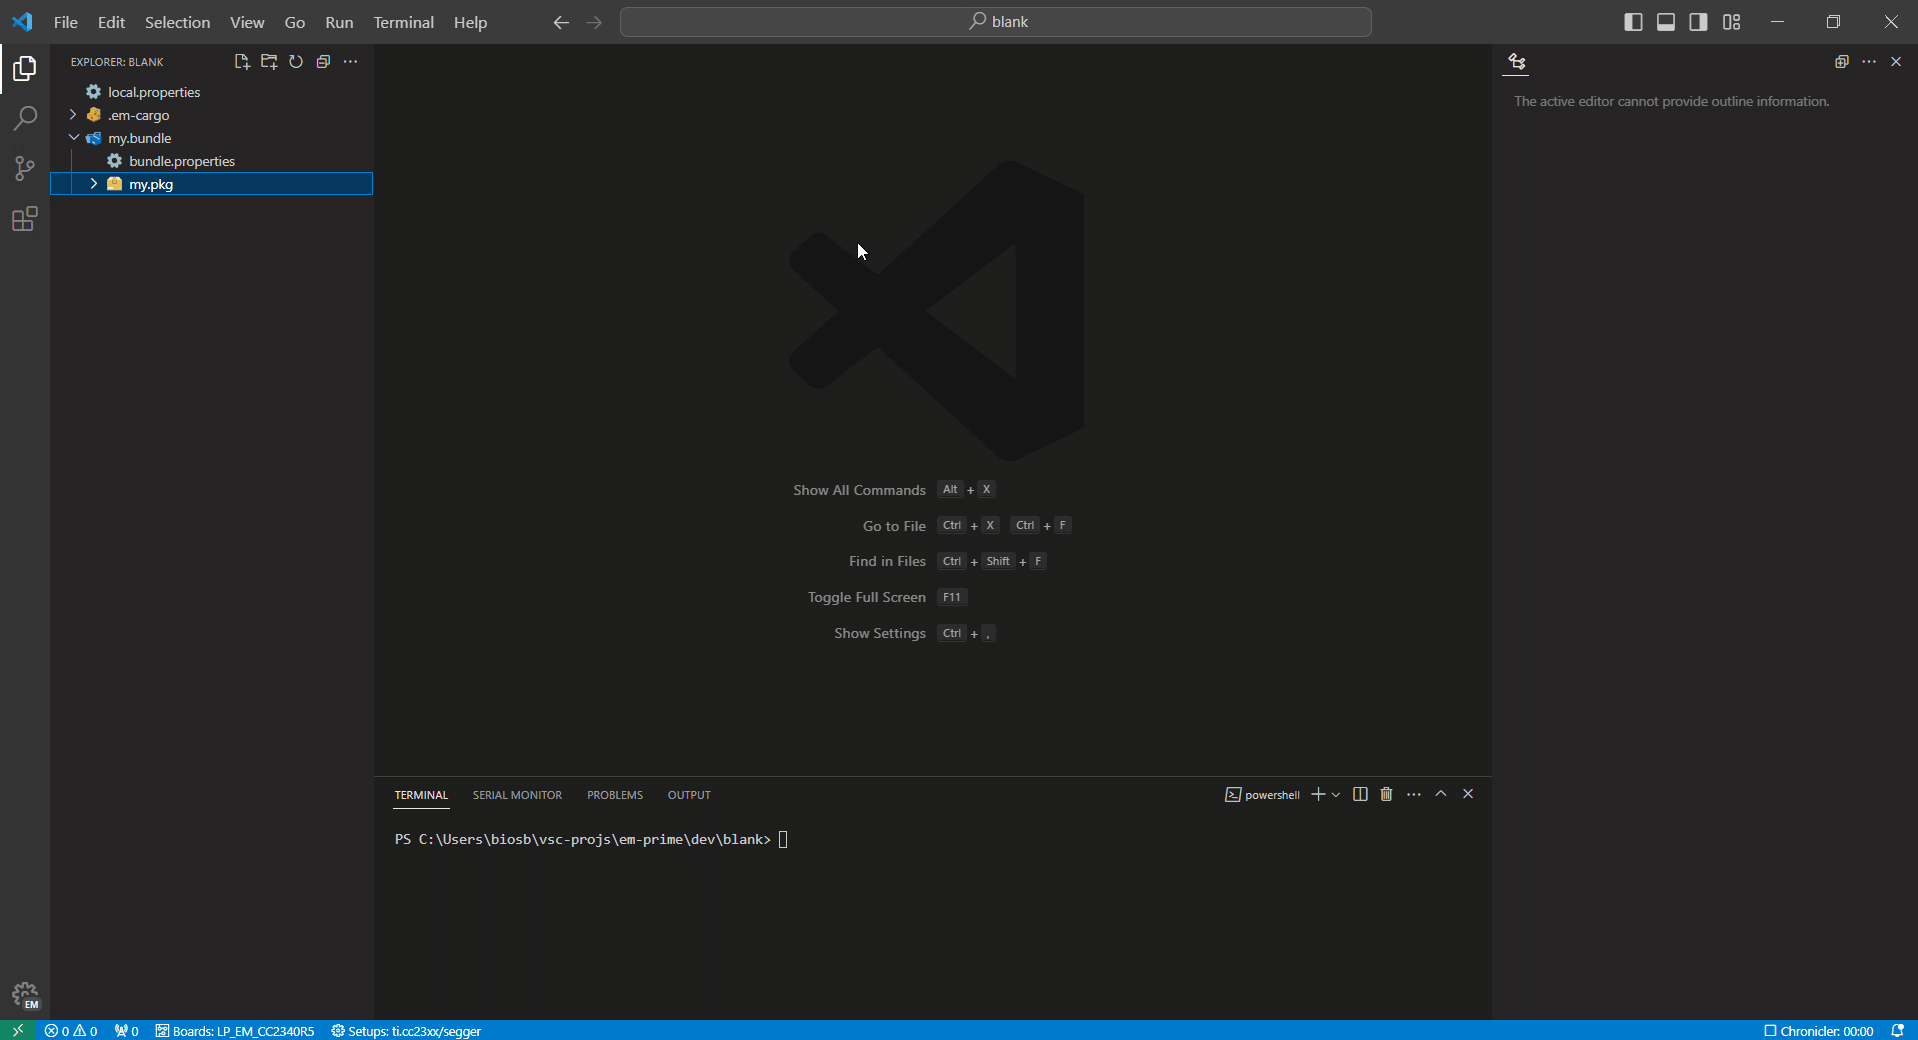 File Edit Selection View Go Run Terminal Help
blank
EXPLORER: BLANK
local.properties
.em-cargo
my.bundle
bundle.properties
my.pkg
The active editor cannot provide outline information.
Show All Commands Alt + X
Go to File Ctrl + X Ctrl + F
Find in Files Ctrl + Shift + F
Toggle Full Screen F11
Show Settings Ctrl + ,
TERMINAL SERIAL MONITOR PROBLEMS OUTPUT powershell
PS C:\Users\biosb\vsc-projs\em-prime\dev\blank>
EM
0 0 0 Boards: LP_EM_CC2340R5 Setups: ti.cc23xx/segger Chronicler: 00:00